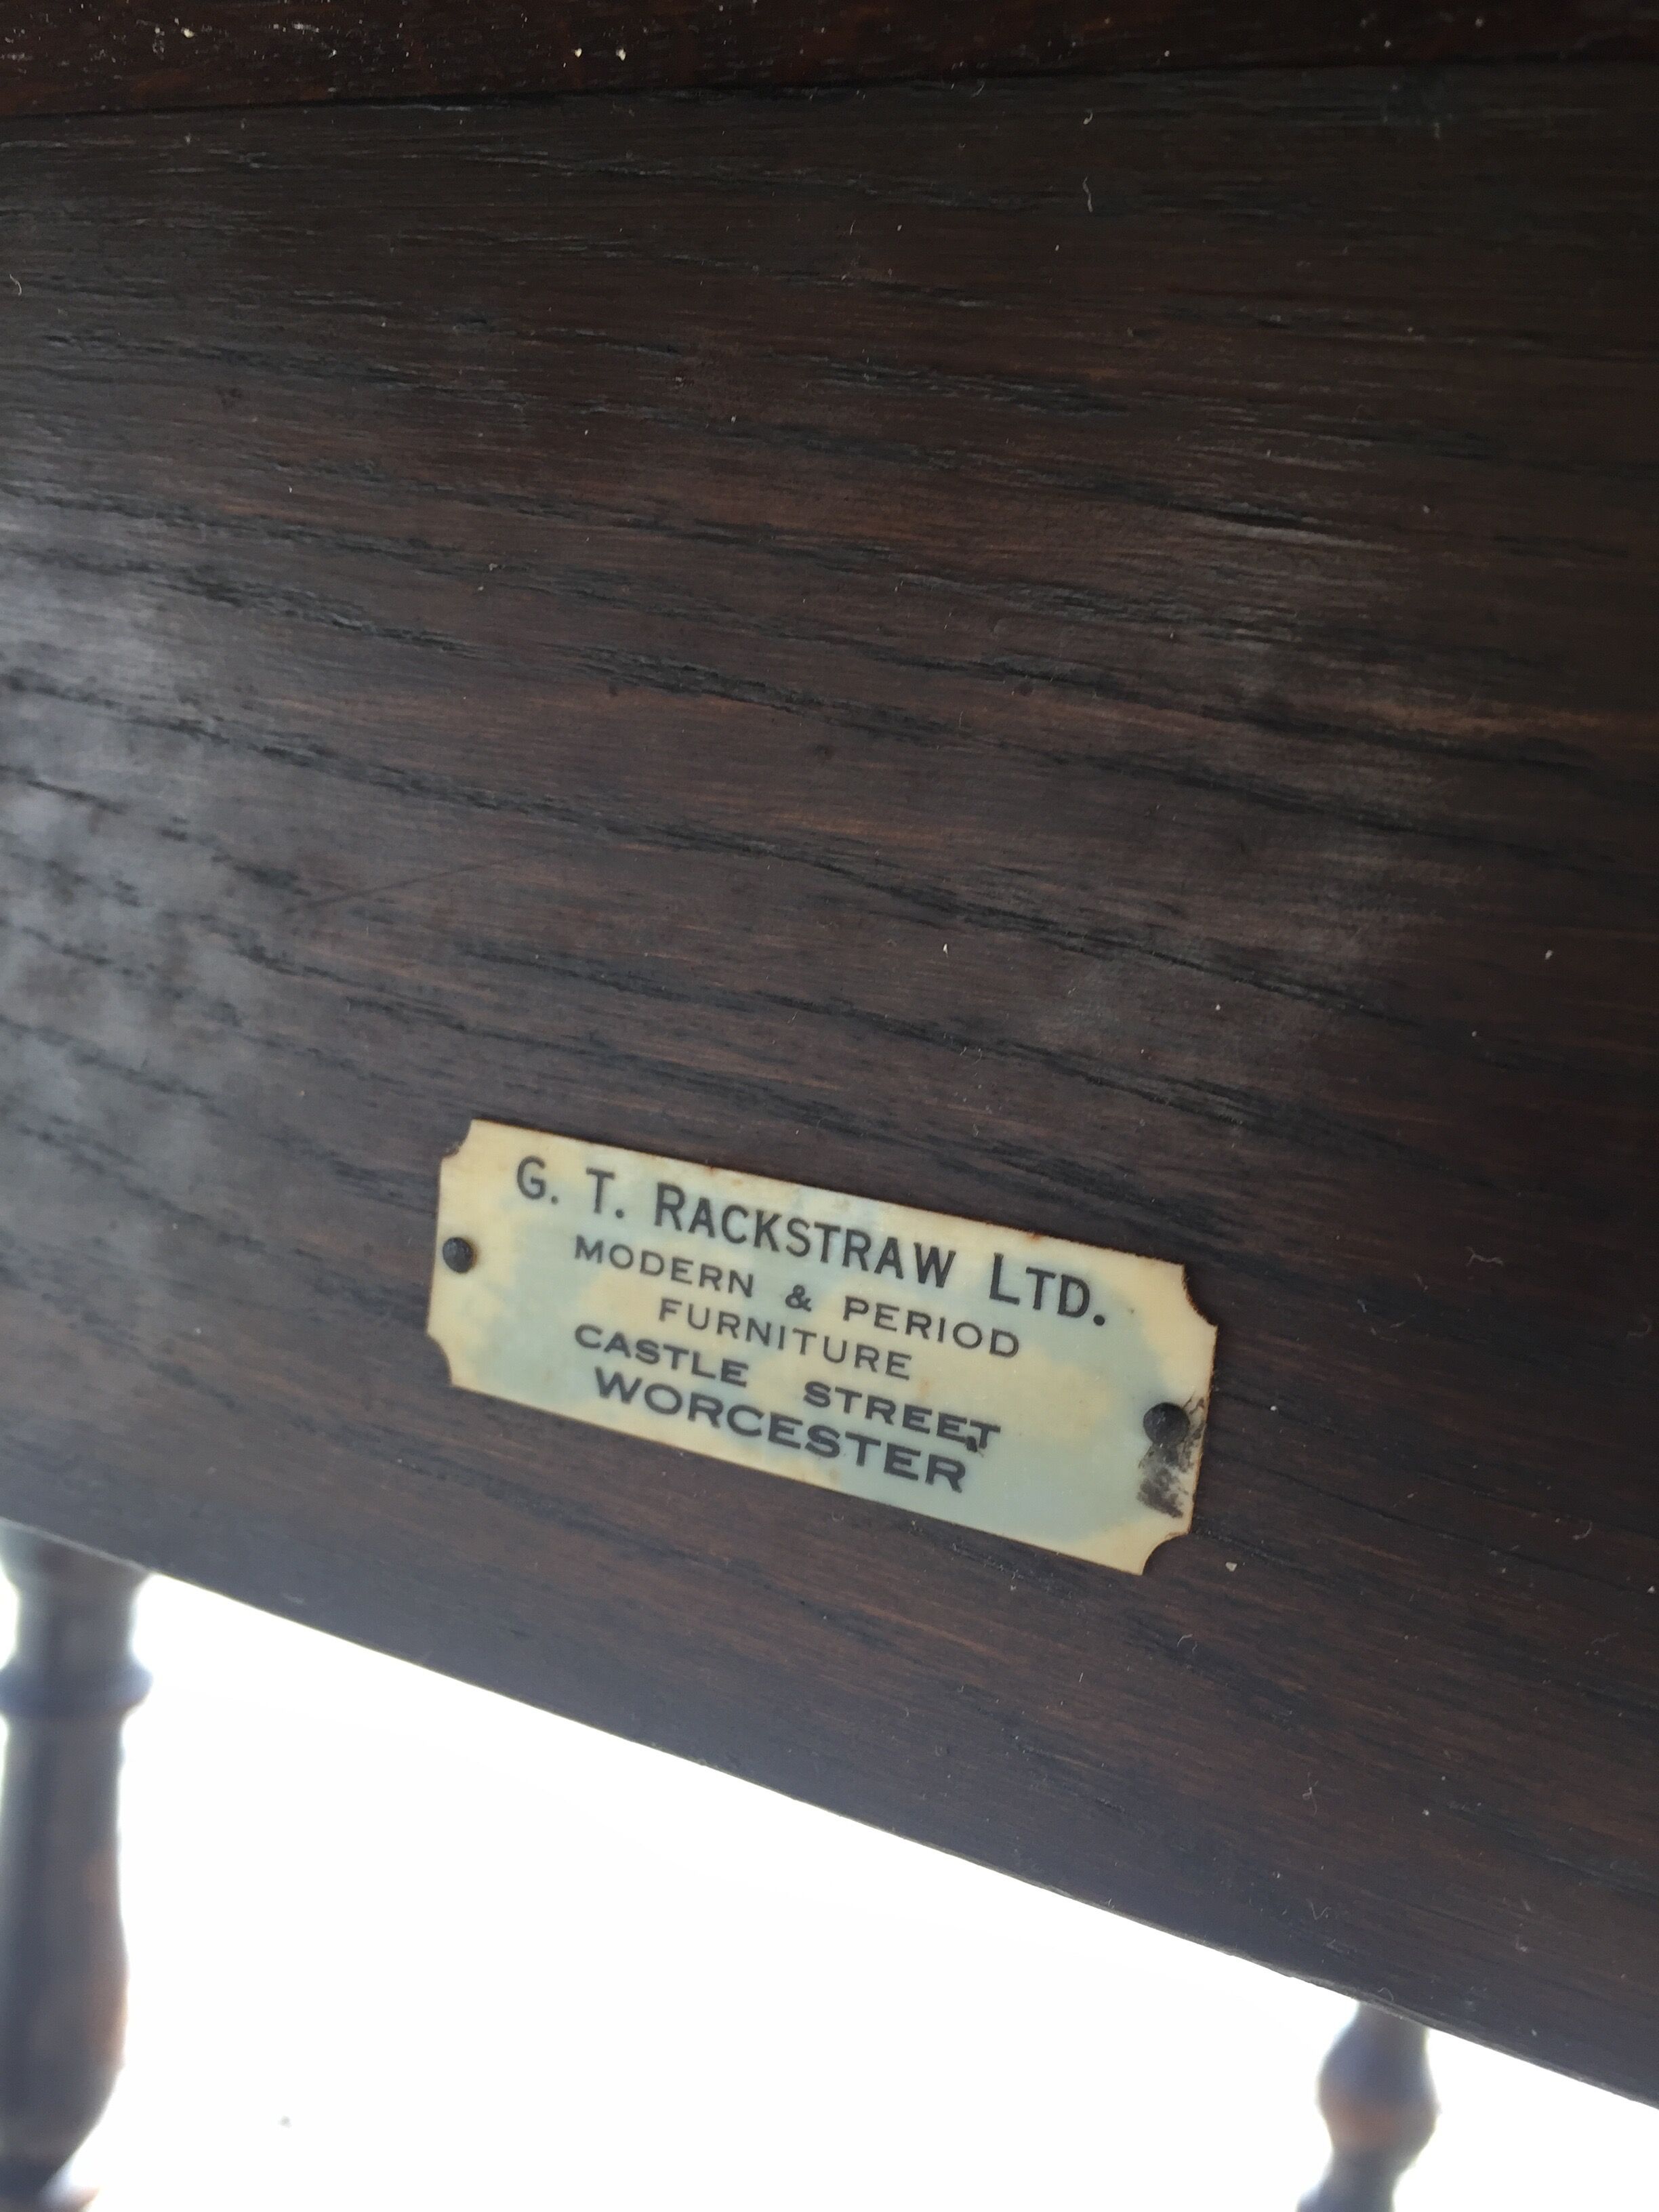 G. T. RACKSTRAW LTD.
MODERN & PERIOD
FURNITURE
CASTLE STREET
WORCESTER